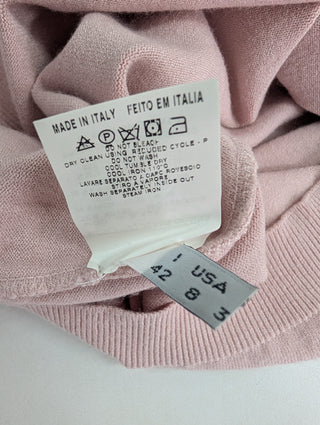 MADE IN ITALY FEITO EM ITALIA
P
DO NOT BLEACH
DRY CLEAN USING REDUCED CYCLE - P
DO NOT WASH
COOL TUMBLE DRY
COOL IRON 110°C
LAVARE SEPARATO A CAPO ROVESCIO
STIRO A VAPORE
WASH SEPARATELY INSIDE OUT
STEAM IRON
I USA
42 8 3